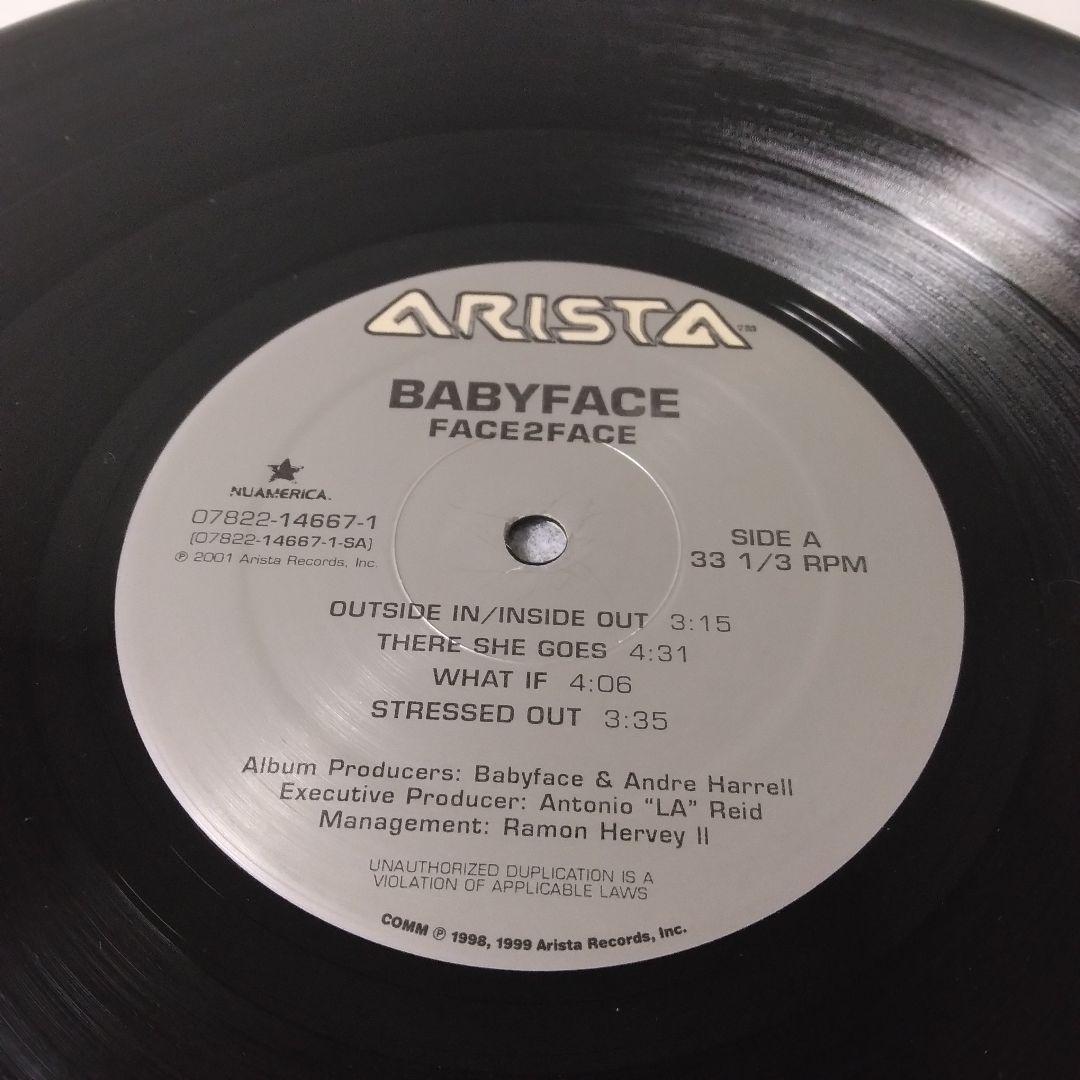 ARISTA™
BABYFACE
FACE2FACE
NUAMERICA.
07822-14667-1
(07822-14667-1-SA)
℗ 2001 Arista Records, Inc.
SIDE A
33 1/3 RPM
OUTSIDE IN/INSIDE OUT 3:15
THERE SHE GOES 4:31
WHAT IF 4:06
STRESSED OUT 3:35
Album Producers: Babyface & Andre Harrell
Executive Producer: Antonio "LA" Reid
Management: Ramon Hervey II
UNAUTHORIZED DUPLICATION IS A
VIOLATION OF APPLICABLE LAWS
COMM ℗ 1998, 1999 Arista Records, Inc.